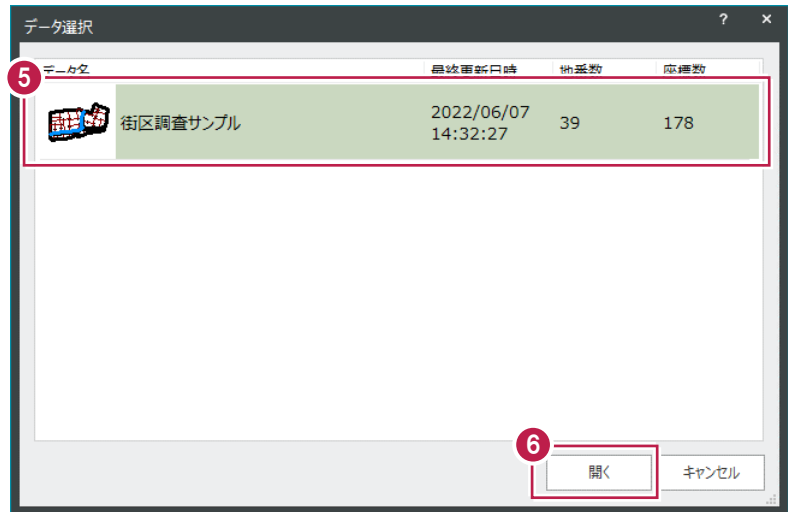 データ選択
? ×
5
データ名 最終更新日時 地番数 座標数
街区調査サンプル 2022/06/07 14:32:27 39 178
6
開く キャンセル